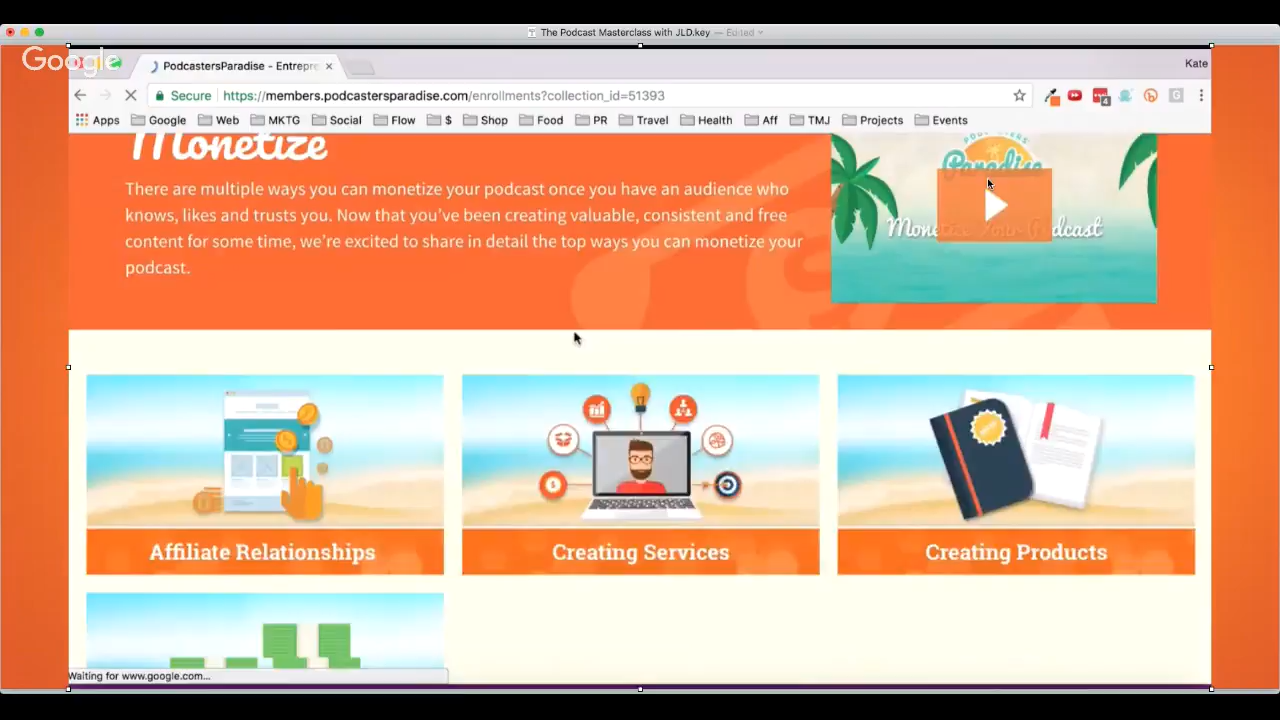 The Podcast Masterclass with JLD.key — Edited
Google
PodcastersParadise - Entrepre
Kate
Secure https://members.podcastersparadise.com/enrollments?collection_id=51393
Apps Google Web MKTG Social Flow $ Shop Food PR Travel Health Aff TMJ Projects Events
Monetize
There are multiple ways you can monetize your podcast once you have an audience who
knows, likes and trusts you. Now that you've been creating valuable, consistent and free
content for some time, we're excited to share in detail the top ways you can monetize your
podcast.
Paradise
Monetize Your Podcast
Affiliate Relationships
Creating Services
Creating Products
Waiting for www.google.com...